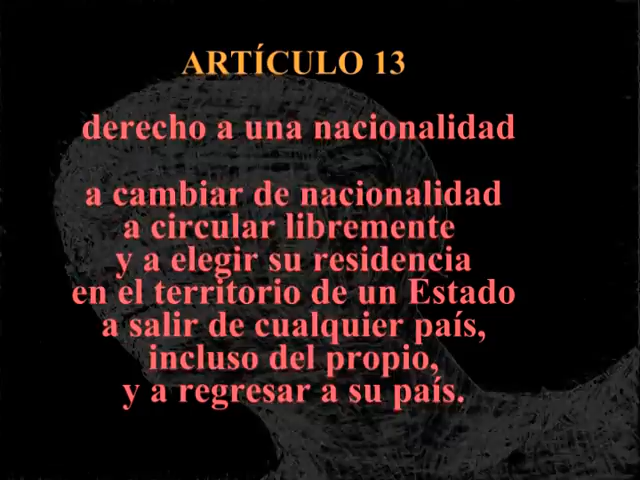 ARTÍCULO 13
derecho a una nacionalidad
a cambiar de nacionalidad
a circular libremente
y a elegir su residencia
en el territorio de un Estado
a salir de cualquier país,
incluso del propio,
y a regresar a su país.